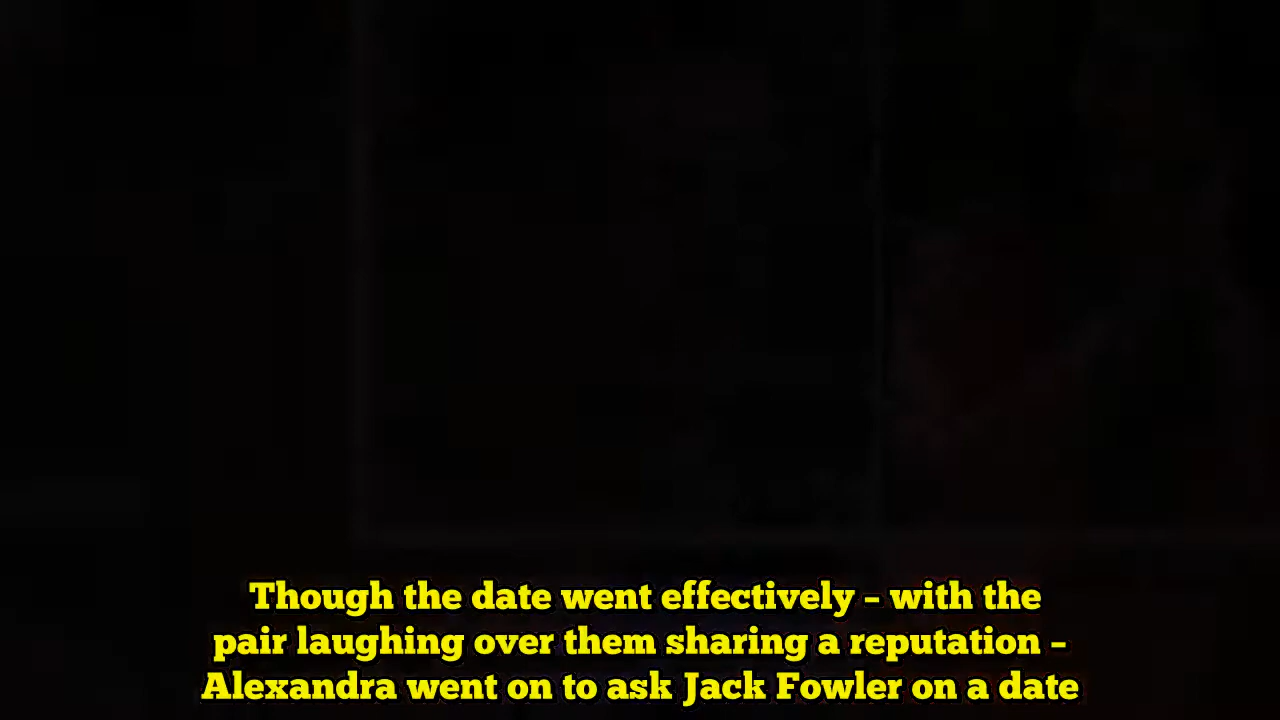 Though the date went effectively – with the
pair laughing over them sharing a reputation –
Alexandra went on to ask Jack Fowler on a date